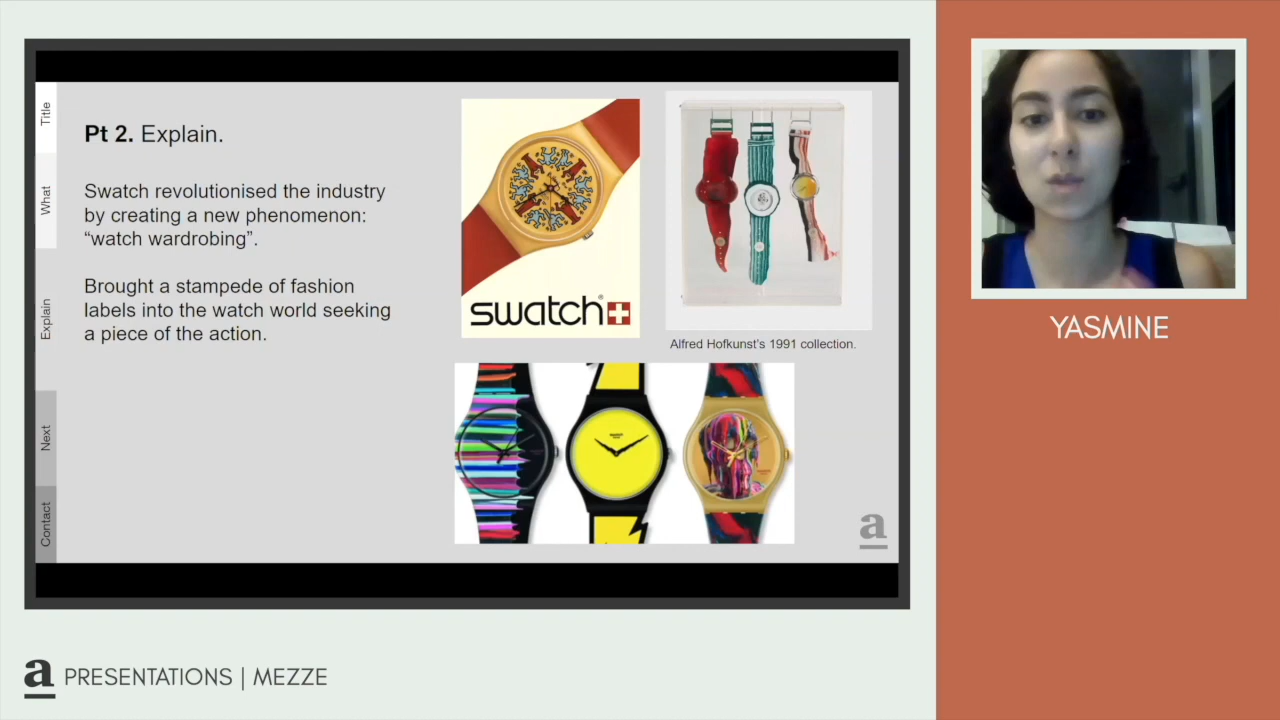 Title
What
Explain
Next
Contact
Pt 2. Explain.
Swatch revolutionised the industry
by creating a new phenomenon:
“watch wardrobing”.
Brought a stampede of fashion
labels into the watch world seeking
a piece of the action.
swatch®
Alfred Hofkunst's 1991 collection.
a
YASMINE
a PRESENTATIONS | MEZZE